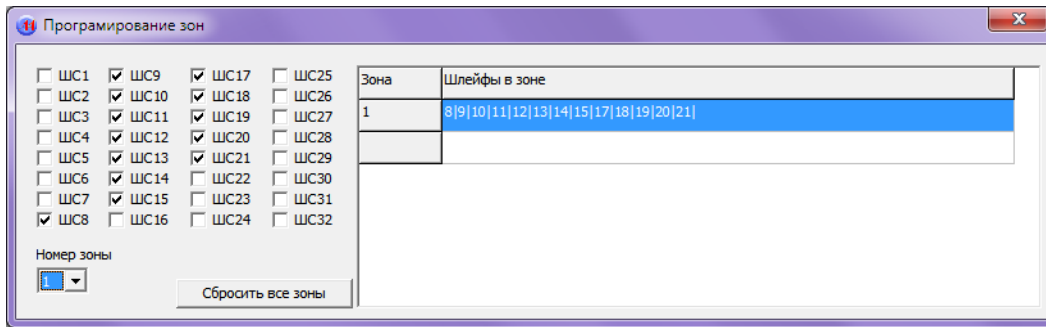 Програмирование зон
ШС1 ШС9 ШС17 ШС25
ШС2 ШС10 ШС18 ШС26
ШС3 ШС11 ШС19 ШС27
ШС4 ШС12 ШС20 ШС28
ШС5 ШС13 ШС21 ШС29
ШС6 ШС14 ШС22 ШС30
ШС7 ШС15 ШС23 ШС31
ШС8 ШС16 ШС24 ШС32
Номер зоны
1
Сбросить все зоны
Зона Шлейфы в зоне
1 8|9|10|11|12|13|14|15|17|18|19|20|21|